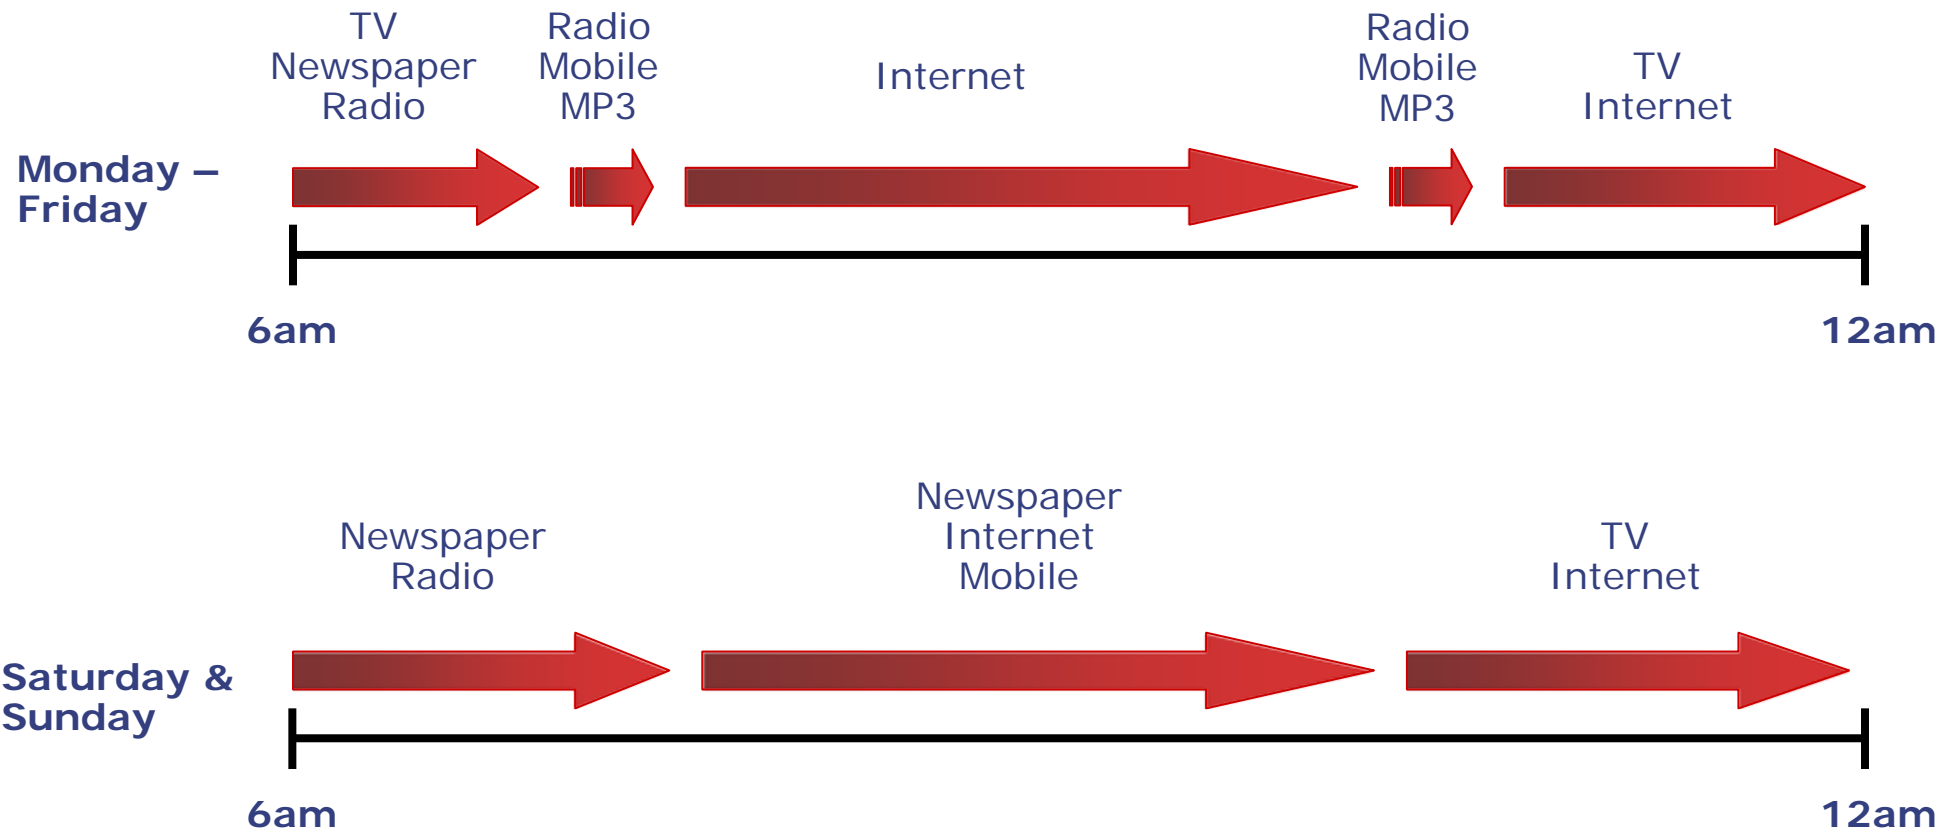 TV
Newspaper
Radio
Radio
Mobile
MP3
Internet
Radio
Mobile
MP3
TV
Internet
Monday –
Friday
6am
12am
Newspaper
Radio
Newspaper
Internet
Mobile
TV
Internet
Saturday &
Sunday
6am
12am